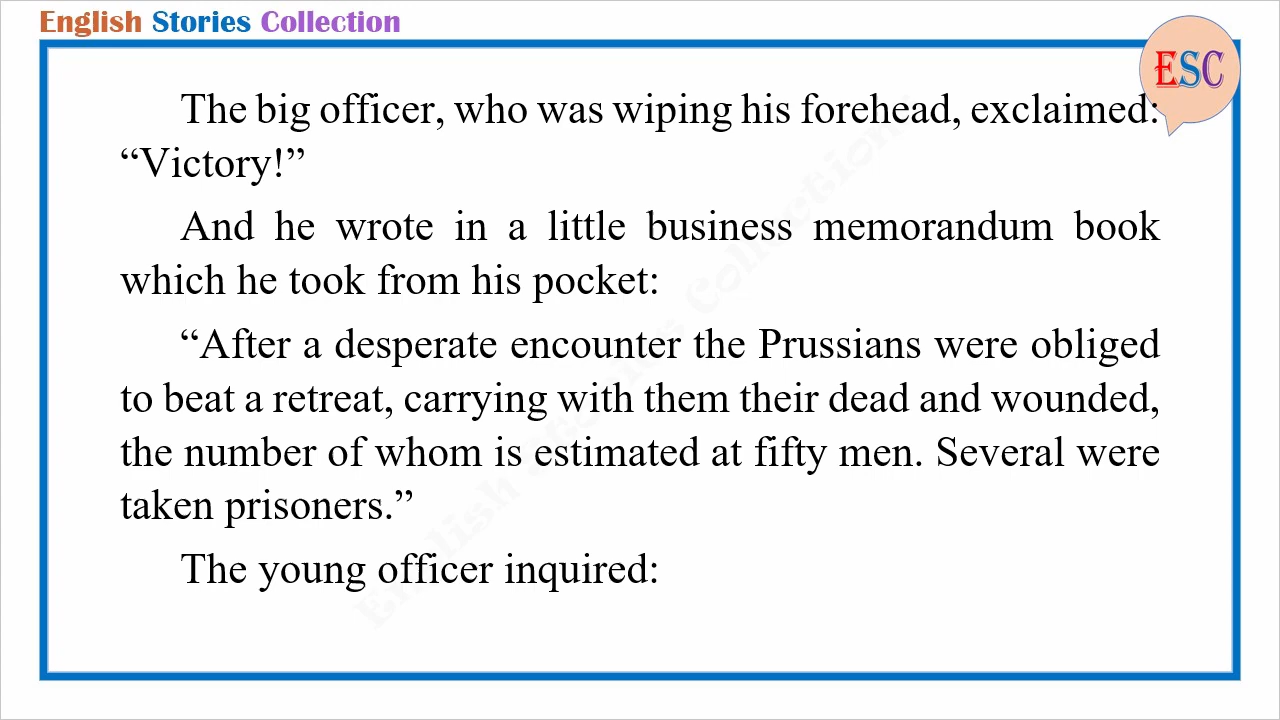 English Stories Collection
ESC
The big officer, who was wiping his forehead, exclaimed:
“Victory!”
And he wrote in a little business memorandum book
which he took from his pocket:
“After a desperate encounter the Prussians were obliged
to beat a retreat, carrying with them their dead and wounded,
the number of whom is estimated at fifty men. Several were
taken prisoners.”
The young officer inquired:
English Stories Collection